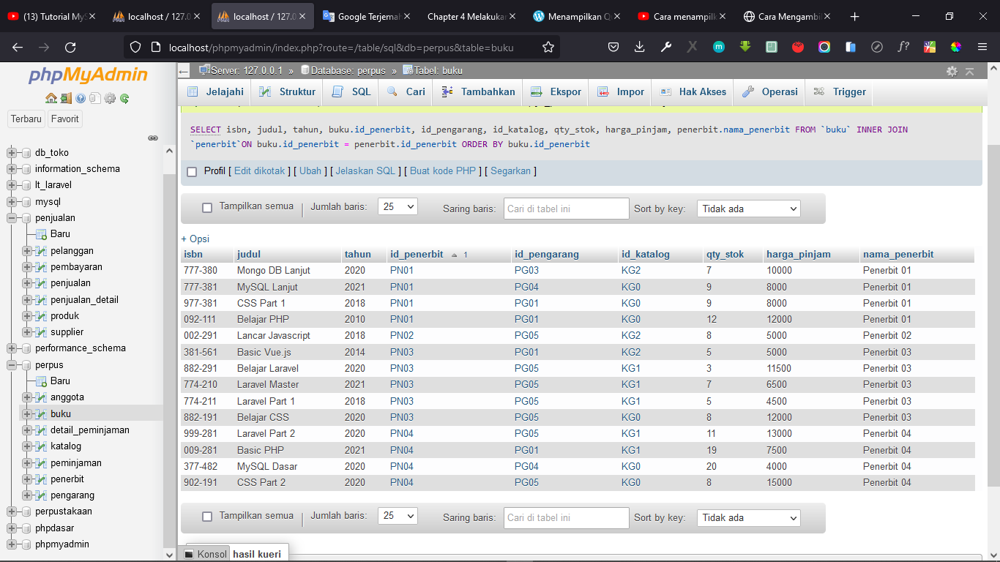 (13) Tutorial MyS
localhost / 127.0.
localhost / 127.0
Google Terjemah
Chapter 4 Melakukan
Menampilkan Q
Cara menampilk
Cara Mengambil
localhost/phpmyadmin/index.php?route=/table/sql&db=perpus&table=buku
phpMyAdmin
Terbaru Favorit
db_toko
information_schema
lt_laravel
mysql
penjualan
Baru
pelanggan
pembayaran
penjualan
penjualan_detail
produk
supplier
performance_schema
perpus
Baru
anggota
buku
detail_peminjaman
katalog
peminjaman
penerbit
pengarang
perpustakaan
phpdasar
phpmyadmin
Server: 127.0.0.1 » Database: perpus » Tabel: buku
Jelajahi Struktur SQL Cari Tambahkan Ekspor Impor Hak Akses Operasi Trigger
SELECT isbn, judul, tahun, buku.id_penerbit, id_pengarang, id_katalog, qty_stok, harga_pinjam, penerbit.nama_penerbit FROM `buku` INNER JOIN
`penerbit`ON buku.id_penerbit = penerbit.id_penerbit ORDER BY buku.id_penerbit
Profil [ Edit dikotak ] [ Ubah ] [ Jelaskan SQL ] [ Buat kode PHP ] [ Segarkan ]
Tampilkan semua Jumlah baris: 25 Saring baris: Cari di tabel ini Sort by key: Tidak ada
+ Opsi
isbn judul tahun id_penerbit 1 id_pengarang id_katalog qty_stok harga_pinjam nama_penerbit
777-380 Mongo DB Lanjut 2020 PN01 PG03 KG2 7 10000 Penerbit 01
777-381 MySQL Lanjut 2021 PN01 PG04 KG0 9 8000 Penerbit 01
977-381 CSS Part 1 2018 PN01 PG01 KG0 9 8000 Penerbit 01
092-111 Belajar PHP 2010 PN01 PG01 KG0 12 12000 Penerbit 01
002-291 Lancar Javascript 2018 PN02 PG05 KG2 8 5000 Penerbit 02
381-561 Basic Vue.js 2014 PN03 PG01 KG2 5 5000 Penerbit 03
882-291 Belajar Laravel 2020 PN03 PG05 KG1 3 11500 Penerbit 03
774-210 Laravel Master 2021 PN03 PG05 KG1 7 6500 Penerbit 03
774-211 Laravel Part 1 2018 PN03 PG05 KG1 5 4500 Penerbit 03
882-191 Belajar CSS 2020 PN03 PG05 KG0 8 12000 Penerbit 03
999-281 Laravel Part 2 2020 PN04 PG05 KG1 11 13000 Penerbit 04
009-281 Basic PHP 2021 PN04 PG01 KG1 19 7500 Penerbit 04
377-482 MySQL Dasar 2020 PN04 PG04 KG0 20 4000 Penerbit 04
902-191 CSS Part 2 2020 PN04 PG05 KG0 8 15000 Penerbit 04
Tampilkan semua Jumlah baris: 25 Saring baris: Cari di tabel ini Sort by key: Tidak ada
Konsol hasil kueri